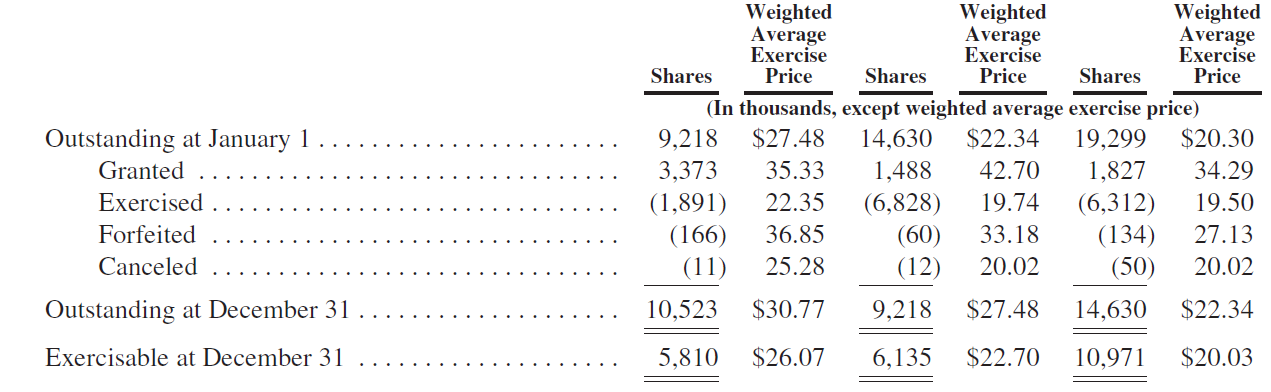 Weighted Weighted Weighted
Average Average Average
Exercise Exercise Exercise
Shares Price Shares Price Shares Price
(In thousands, except weighted average exercise price)
Outstanding at January 1 . . . . . . . . . . . . . . . . . . . . . . . . 9,218 $27.48 14,630 $22.34 19,299 $20.30
Granted . . . . . . . . . . . . . . . . . . . . . . . . . . . . . . . . . 3,373 35.33 1,488 42.70 1,827 34.29
Exercised . . . . . . . . . . . . . . . . . . . . . . . . . . . . . . . . (1,891) 22.35 (6,828) 19.74 (6,312) 19.50
Forfeited . . . . . . . . . . . . . . . . . . . . . . . . . . . . . . . . (166) 36.85 (60) 33.18 (134) 27.13
Canceled . . . . . . . . . . . . . . . . . . . . . . . . . . . . . . . . (11) 25.28 (12) 20.02 (50) 20.02
Outstanding at December 31 . . . . . . . . . . . . . . . . . . . . . 10,523 $30.77 9,218 $27.48 14,630 $22.34
Exercisable at December 31 . . . . . . . . . . . . . . . . . . . . . 5,810 $26.07 6,135 $22.70 10,971 $20.03